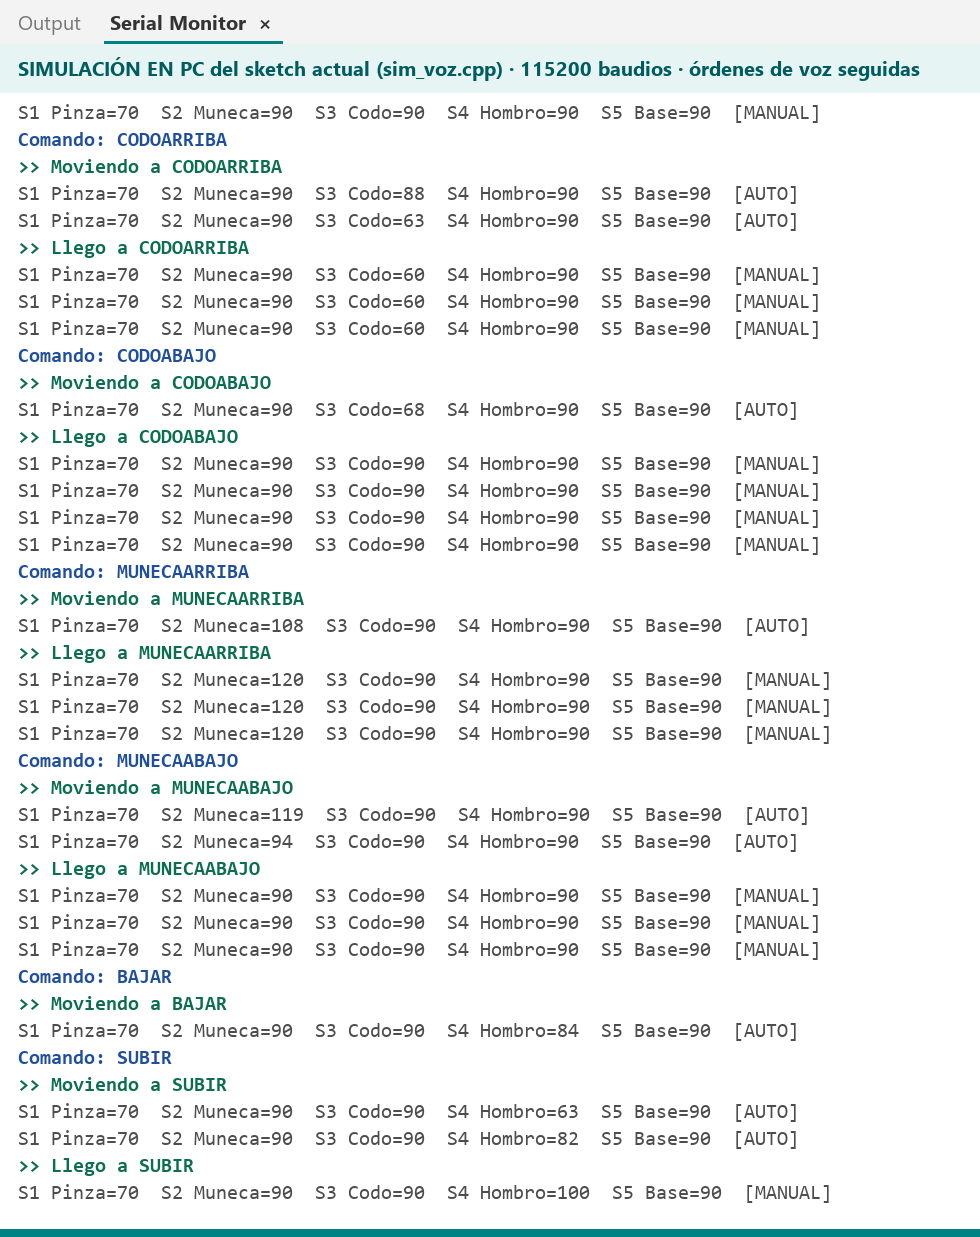 Output Serial Monitor ×
SIMULACIÓN EN PC del sketch actual (sim_voz.cpp) · 115200 baudios · órdenes de voz seguidas
S1 Pinza=70  S2 Muneca=90  S3 Codo=90  S4 Hombro=90  S5 Base=90  [MANUAL]
Comando: CODOARRIBA
>> Moviendo a CODOARRIBA
S1 Pinza=70  S2 Muneca=90  S3 Codo=88  S4 Hombro=90  S5 Base=90  [AUTO]
S1 Pinza=70  S2 Muneca=90  S3 Codo=63  S4 Hombro=90  S5 Base=90  [AUTO]
>> Llego a CODOARRIBA
S1 Pinza=70  S2 Muneca=90  S3 Codo=60  S4 Hombro=90  S5 Base=90  [MANUAL]
S1 Pinza=70  S2 Muneca=90  S3 Codo=60  S4 Hombro=90  S5 Base=90  [MANUAL]
S1 Pinza=70  S2 Muneca=90  S3 Codo=60  S4 Hombro=90  S5 Base=90  [MANUAL]
Comando: CODOABAJO
>> Moviendo a CODOABAJO
S1 Pinza=70  S2 Muneca=90  S3 Codo=68  S4 Hombro=90  S5 Base=90  [AUTO]
>> Llego a CODOABAJO
S1 Pinza=70  S2 Muneca=90  S3 Codo=90  S4 Hombro=90  S5 Base=90  [MANUAL]
S1 Pinza=70  S2 Muneca=90  S3 Codo=90  S4 Hombro=90  S5 Base=90  [MANUAL]
S1 Pinza=70  S2 Muneca=90  S3 Codo=90  S4 Hombro=90  S5 Base=90  [MANUAL]
S1 Pinza=70  S2 Muneca=90  S3 Codo=90  S4 Hombro=90  S5 Base=90  [MANUAL]
Comando: MUNECAARRIBA
>> Moviendo a MUNECAARRIBA
S1 Pinza=70  S2 Muneca=108  S3 Codo=90  S4 Hombro=90  S5 Base=90  [AUTO]
>> Llego a MUNECAARRIBA
S1 Pinza=70  S2 Muneca=120  S3 Codo=90  S4 Hombro=90  S5 Base=90  [MANUAL]
S1 Pinza=70  S2 Muneca=120  S3 Codo=90  S4 Hombro=90  S5 Base=90  [MANUAL]
S1 Pinza=70  S2 Muneca=120  S3 Codo=90  S4 Hombro=90  S5 Base=90  [MANUAL]
Comando: MUNECAABAJO
>> Moviendo a MUNECAABAJO
S1 Pinza=70  S2 Muneca=119  S3 Codo=90  S4 Hombro=90  S5 Base=90  [AUTO]
S1 Pinza=70  S2 Muneca=94  S3 Codo=90  S4 Hombro=90  S5 Base=90  [AUTO]
>> Llego a MUNECAABAJO
S1 Pinza=70  S2 Muneca=90  S3 Codo=90  S4 Hombro=90  S5 Base=90  [MANUAL]
S1 Pinza=70  S2 Muneca=90  S3 Codo=90  S4 Hombro=90  S5 Base=90  [MANUAL]
S1 Pinza=70  S2 Muneca=90  S3 Codo=90  S4 Hombro=90  S5 Base=90  [MANUAL]
Comando: BAJAR
>> Moviendo a BAJAR
S1 Pinza=70  S2 Muneca=90  S3 Codo=90  S4 Hombro=84  S5 Base=90  [AUTO]
Comando: SUBIR
>> Moviendo a SUBIR
S1 Pinza=70  S2 Muneca=90  S3 Codo=90  S4 Hombro=63  S5 Base=90  [AUTO]
S1 Pinza=70  S2 Muneca=90  S3 Codo=90  S4 Hombro=82  S5 Base=90  [AUTO]
>> Llego a SUBIR
S1 Pinza=70  S2 Muneca=90  S3 Codo=90  S4 Hombro=100  S5 Base=90  [MANUAL]